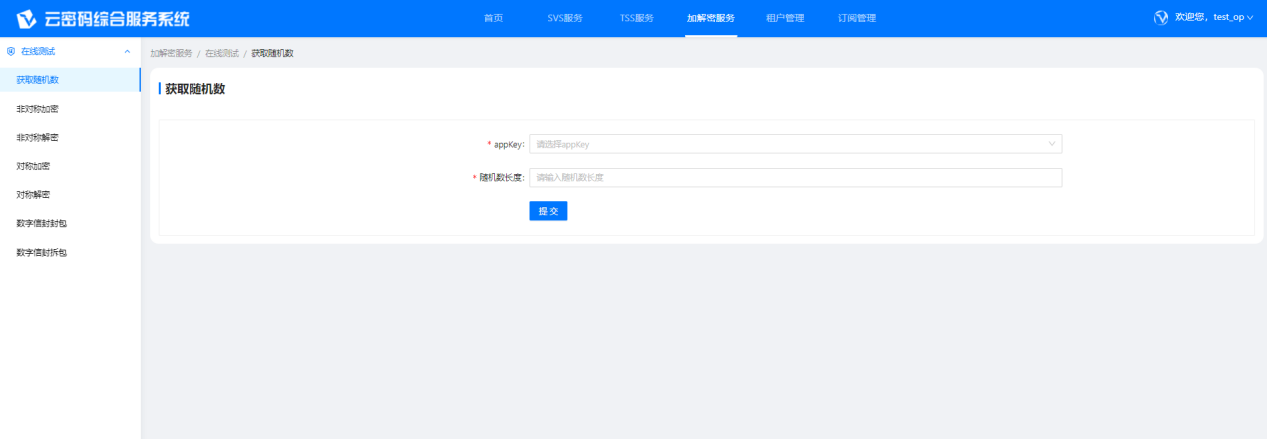 云密码综合服务系统
首页 SVS服务 TSS服务 加解密服务 租户管理 订阅管理
欢迎您，test_op
在线测试
获取随机数
非对称加密
非对称解密
对称加密
对称解密
数字信封封包
数字信封拆包
加解密服务 / 在线测试 / 获取随机数
获取随机数
* appKey: 请选择appKey
* 随机数长度: 请输入随机数长度
提交